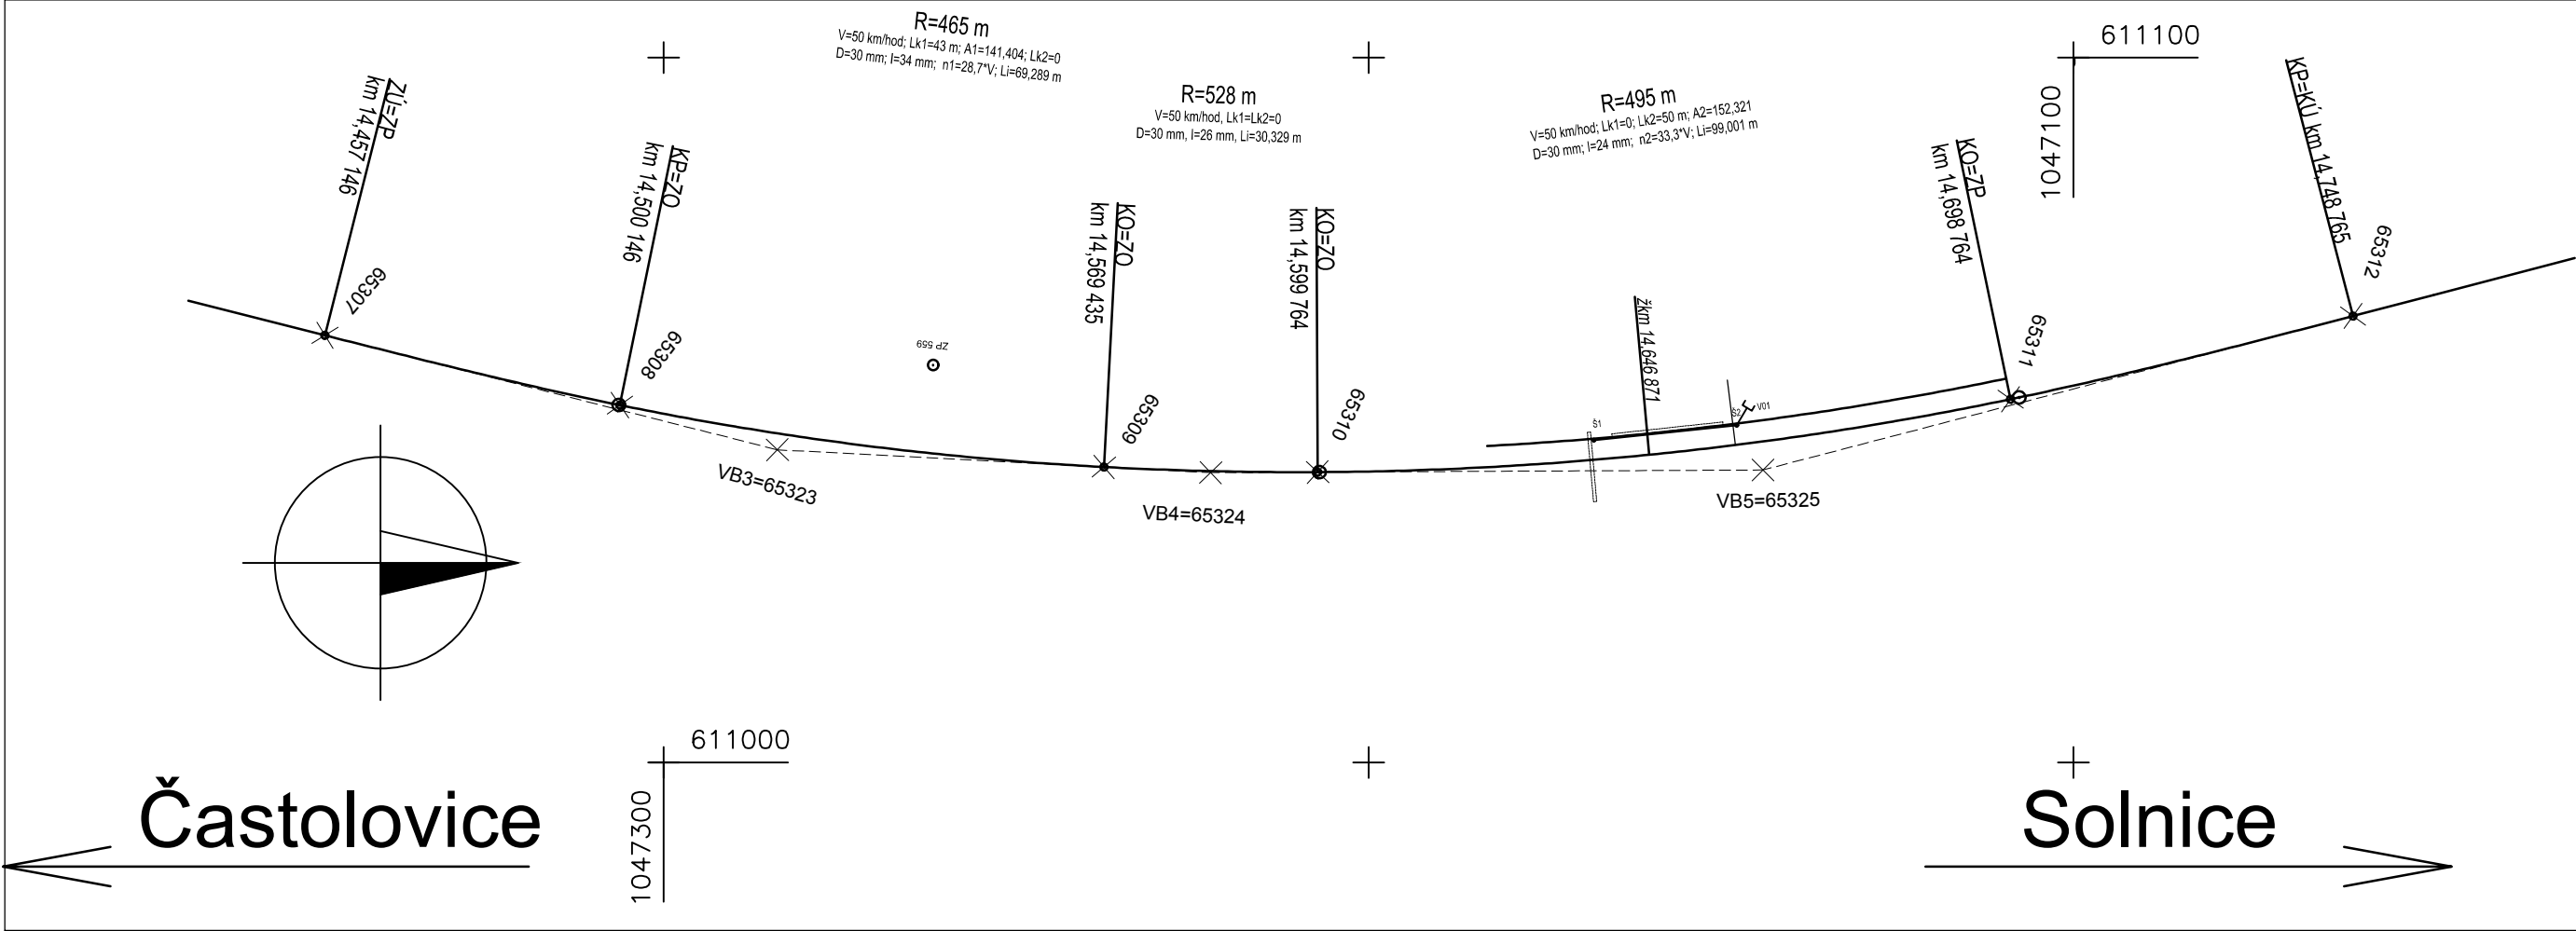 R=465 m
V=50 km/hod; Lk1=43 m; A1=141,404; Lk2=0
D=30 mm; I=34 mm; n1=28,7*V; Li=69,289 m
R=528 m
V=50 km/hod, Lk1=Lk2=0
D=30 mm, I=26 mm, Li=30,329 m
R=495 m
V=50 km/hod; Lk1=0; Lk2=50 m; A2=152,321
D=30 mm; I=24 mm; n2=33,3*V; Li=99,001 m
611100
1047100
ZÚ=ZP
km 14,457 146
65307
KP=ZO
km 14,500 146
65308
ZP 559
KO=ZO
km 14,569 435
65309
KO=ZO
km 14,599 764
65310
žkm 14,646 871
Š1
Š2
V01
KO=ZP
km 14,698 764
65311
KP=KÚ km 14,748 765
65312
VB3=65323
VB4=65324
VB5=65325
611000
1047300
Častolovice
Solnice